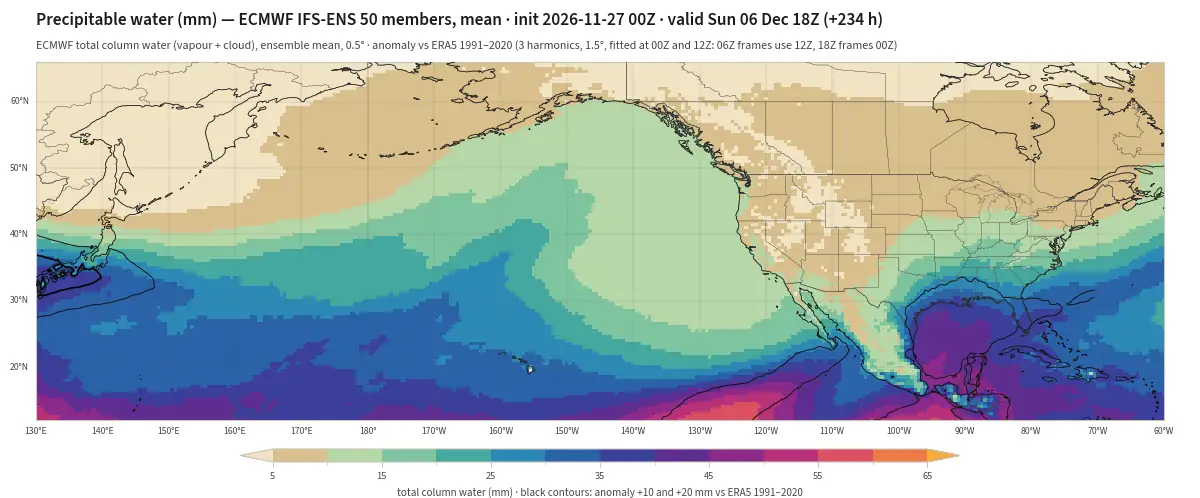 Precipitable water (mm) — ECMWF IFS-ENS 50 members, mean · init 2026-11-27 00Z · valid Sun 06 Dec 18Z (+234 h)
ECMWF total column water (vapour + cloud), ensemble mean, 0.5° · anomaly vs ERA5 1991–2020 (3 harmonics, 1.5°, fitted at 00Z and 12Z: 06Z frames use 12Z, 18Z frames 00Z)
60°N
50°N
40°N
30°N
20°N
130°E 140°E 150°E 160°E 170°E 180° 170°W 160°W 150°W 140°W 130°W 120°W 110°W 100°W 90°W 80°W 70°W 60°W
5 15 25 35 45 55 65
total column water (mm) · black contours: anomaly +10 and +20 mm vs ERA5 1991–2020